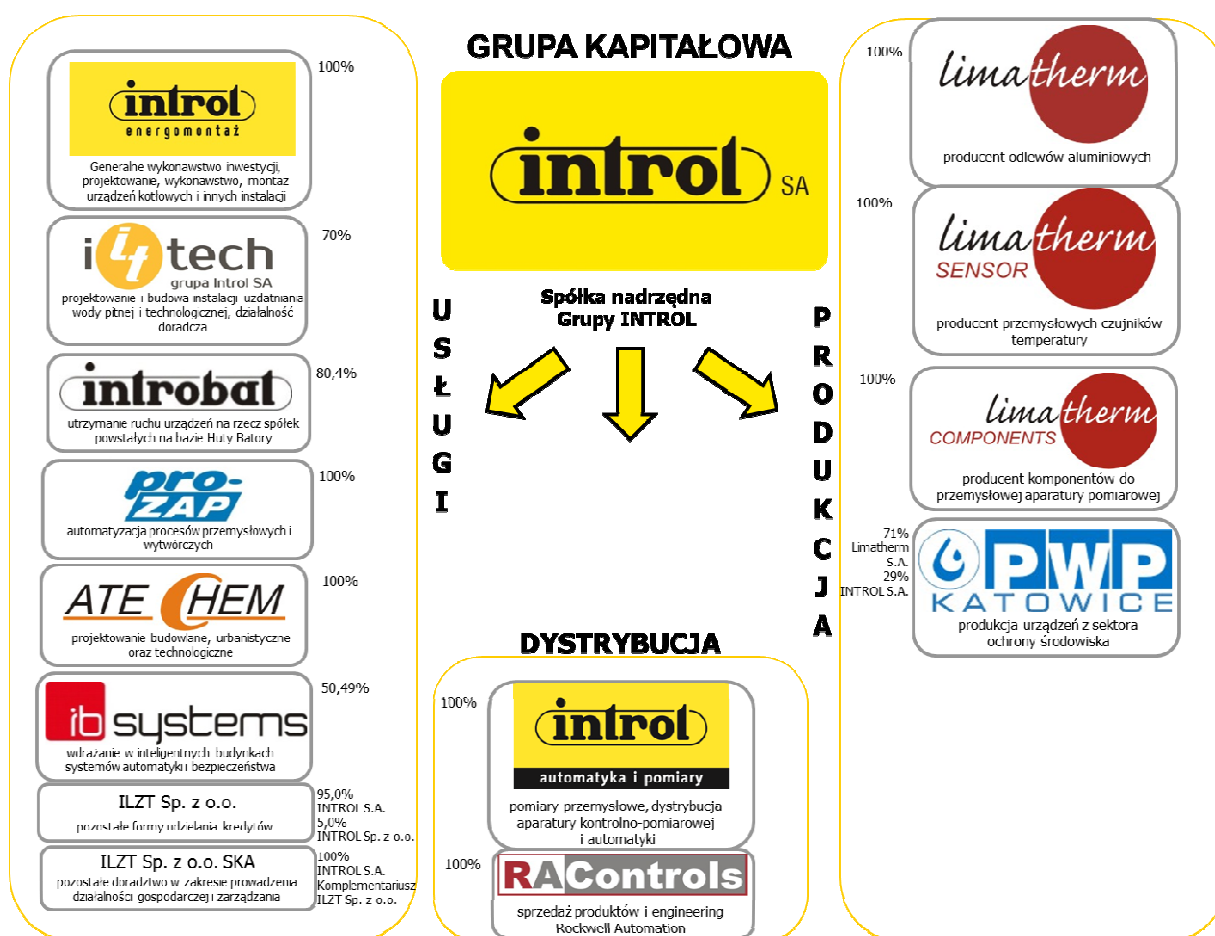 GRUPA KAPITAŁOWA
introl SA
Spółka nadrzędna
Grupy INTROL
USŁUGI
100%
introl
energomontaż
Generalne wykonawstwo inwestycji,
projektowanie, wykonawstwo, montaż
urządzeń kotłowych i innych instalacji
70%
i4tech
grupa Introl SA
projektowanie i budowa instalacji uzdatniania
wody pitnej i technologicznej, działalność
doradcza
80,4%
introbat
utrzymanie ruchu urządzeń na rzecz spółek
powstałych na bazie Huty Batory
100%
pro-
ZAP
automatyzacja procesów przemysłowych i
wytwórczych
100%
ATECHEM
projektowanie budowlane, urbanistyczne
oraz technologiczne
50,49%
ib systems
wdrażanie w inteligentnych budynkach
systemów automatyki i bezpieczeństwa
ILZT Sp. z o.o.
pozostałe formy udzielania kredytów
95,0%
INTROL S.A.
5,0%
INTROL Sp. z o.o.
ILZT Sp. z o.o. SKA
pozostałe doradztwo w zakresie prowadzenia
działalności gospodarczej i zarządzania
100%
INTROL S.A.
Komplementariusz
ILZT Sp. z o.o.
DYSTRYBUCJA
100%
introl
automatyka i pomiary
pomiary przemysłowe, dystrybucja
aparatury kontrolno-pomiarowej
i automatyki
100%
RAControls
sprzedaż produktów i engineering
Rockwell Automation
PRODUKCJA
100%
limatherm
producent odlewów aluminiowych
100%
limatherm
SENSOR
producent przemysłowych czujników
temperatury
100%
limatherm
COMPONENTS
producent komponentów do
przemysłowej aparatury pomiarowej
71%
Limatherm
S.A.
29%
INTROL S.A.
PWP
KATOWICE
produkcja urządzeń z sektora
ochrony środowiska